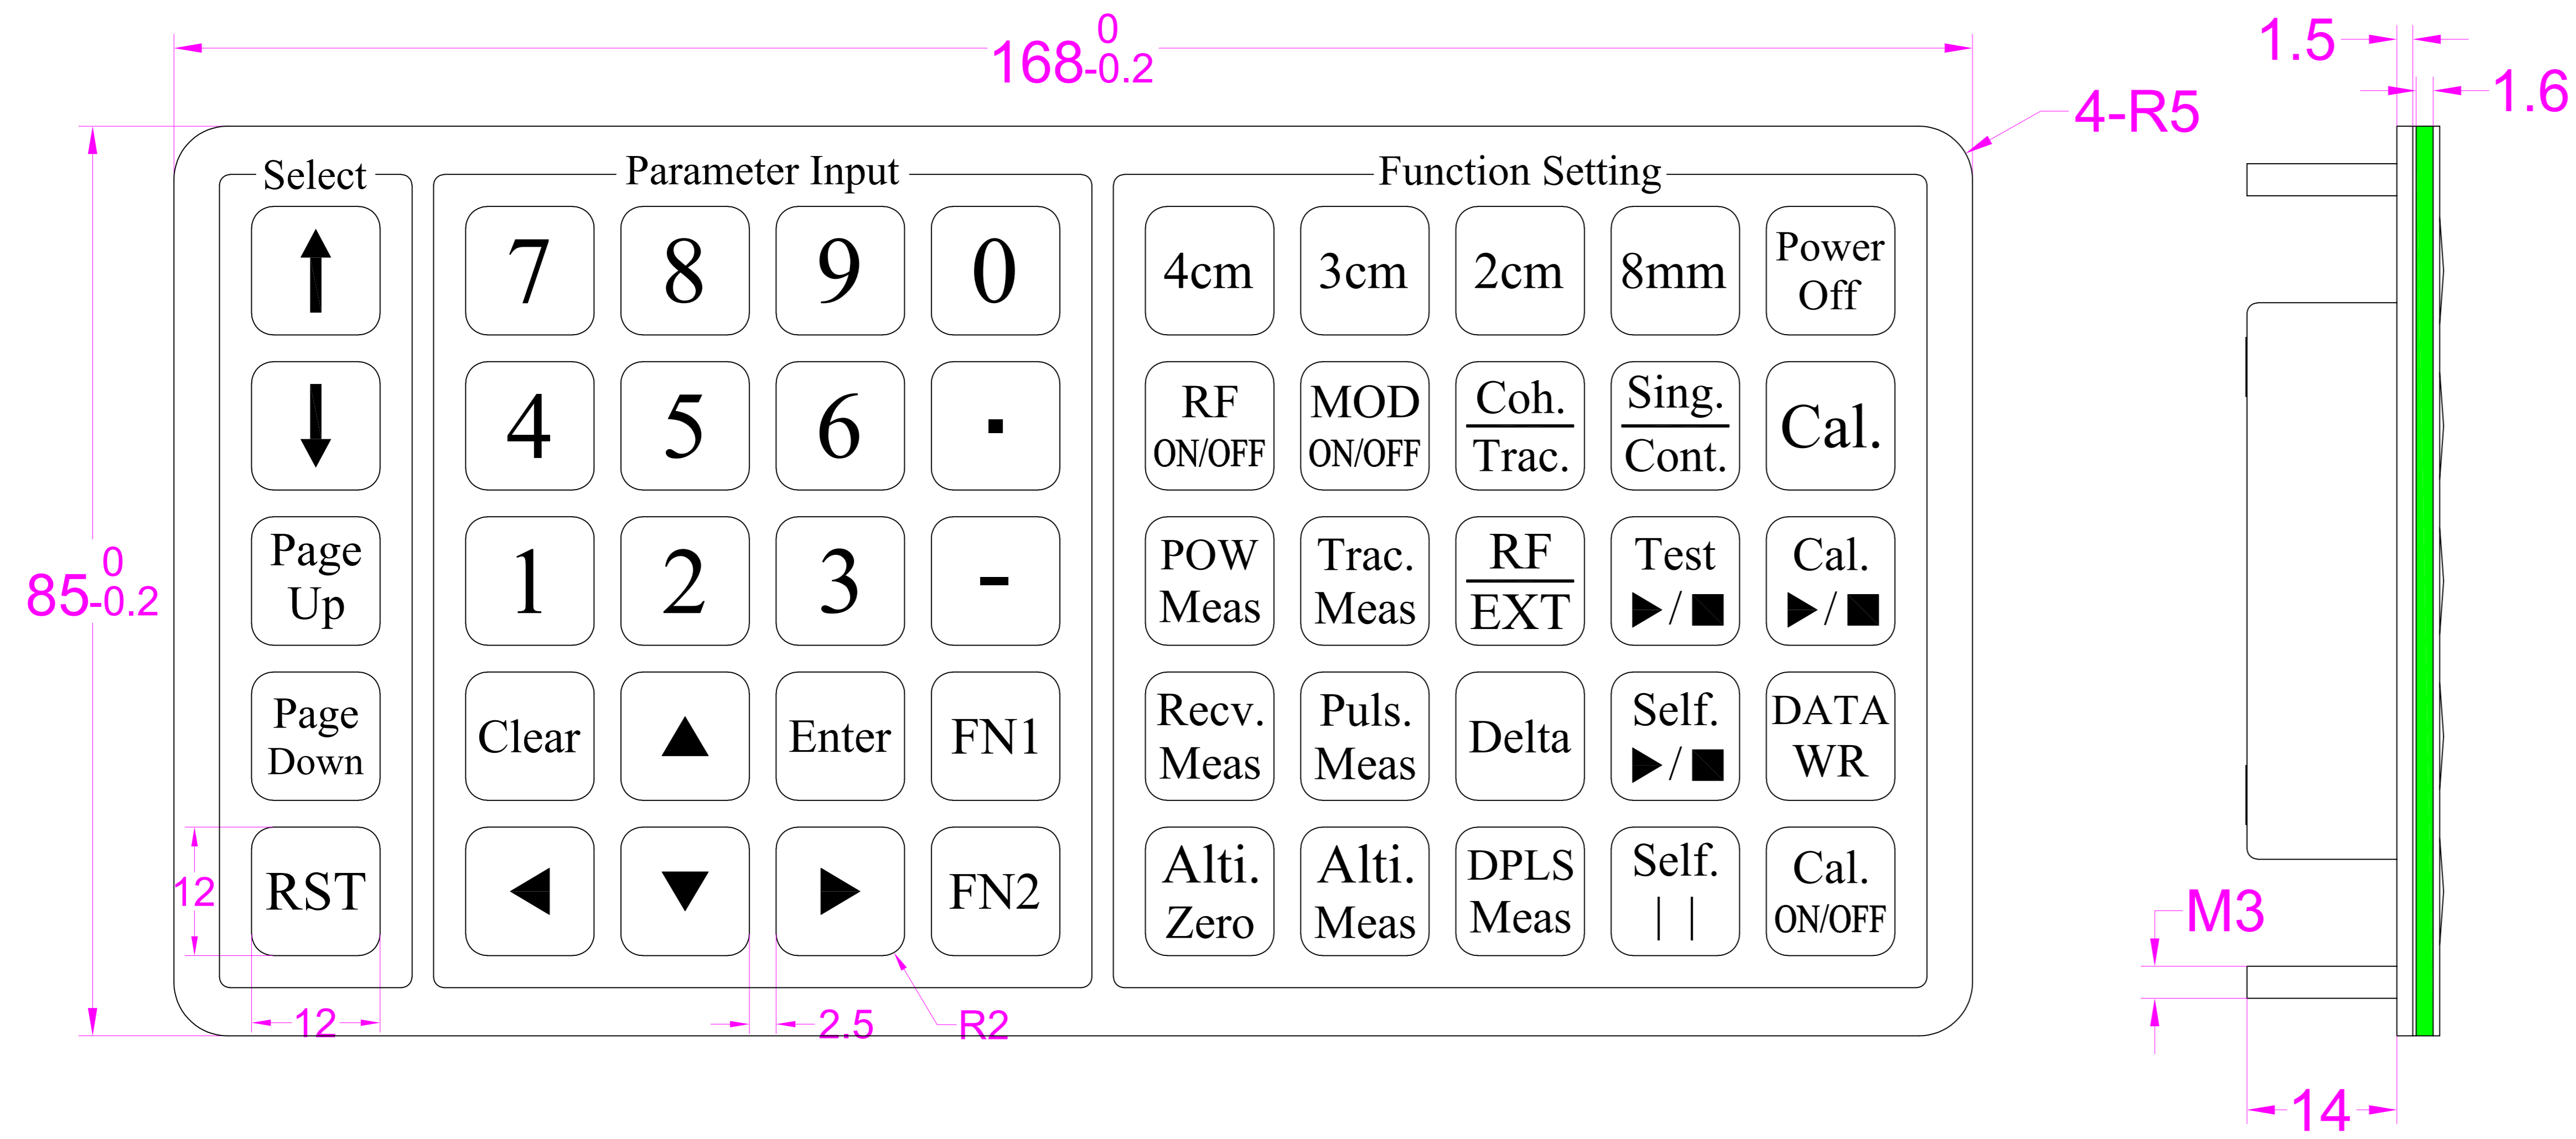 0
168-0.2
1.5
1.6
4-R5
Select
Parameter Input
Function Setting
7
8
9
0
4cm
3cm
2cm
8mm
Power
Off
4
5
6
.
RF
ON/OFF
MOD
ON/OFF
Coh.
Trac.
Sing.
Cont.
Cal.
0
85-0.2
Page
Up
1
2
3
-
POW
Meas
Trac.
Meas
RF
EXT
Test
▶/■
Cal.
▶/■
Page
Down
Clear
Enter
FN1
Recv.
Meas
Puls.
Meas
Delta
Self.
▶/■
DATA
WR
12
RST
FN2
Alti.
Zero
Alti.
Meas
DPLS
Meas
Self.
| |
Cal.
ON/OFF
M3
12
2.5
R2
14